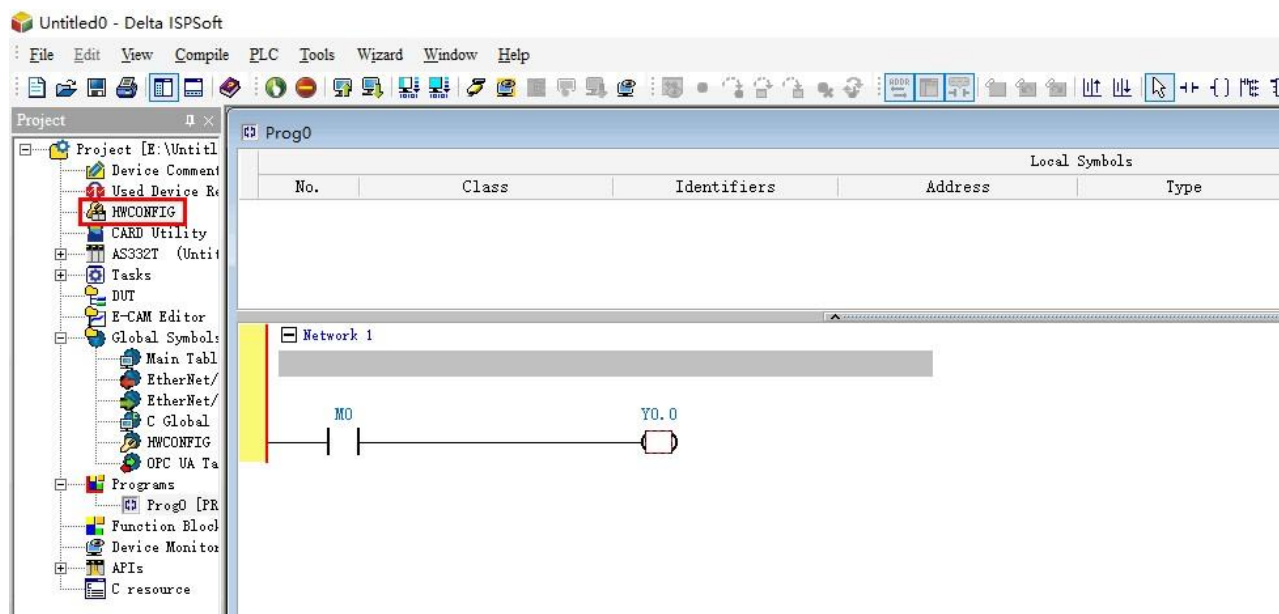 Untitled0 - Delta ISPSoft
File Edit View Compile PLC Tools Wizard Window Help
Project
Prog0
Project [E:\Untitl
Device Comment
Used Device Re
HWCONFIG
CARD Utility
AS332T (Untit
Tasks
DUT
E-CAM Editor
Global Symbols
Main Tabl
EtherNet/
EtherNet/
C Global
HWCONFIG
OPC UA Ta
Programs
Prog0 [PR
Function Block
Device Monitor
APIs
C resource
Local Symbols
No. Class Identifiers Address Type
Network 1
M0 Y0.0